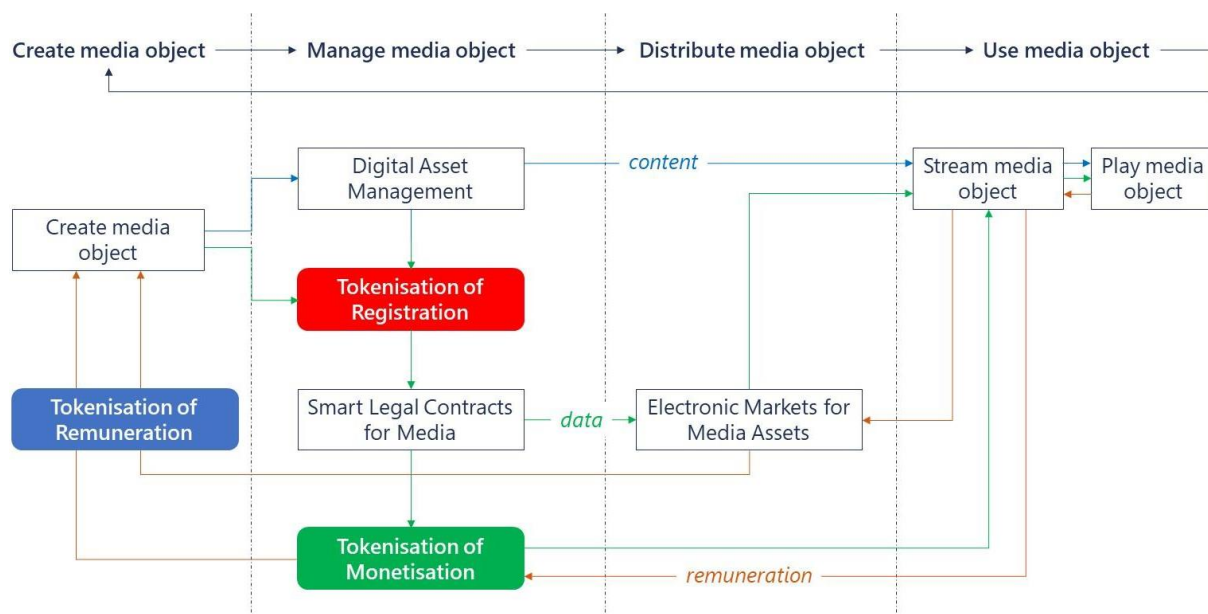 Create media object
Manage media object
Distribute media object
Use media object
Digital Asset
Management
content
Stream media
object
Play media
object
Create media
object
Tokenisation of
Registration
Tokenisation of
Remuneration
Smart Legal Contracts
for Media
data
Electronic Markets for
Media Assets
Tokenisation of
Monetisation
remuneration